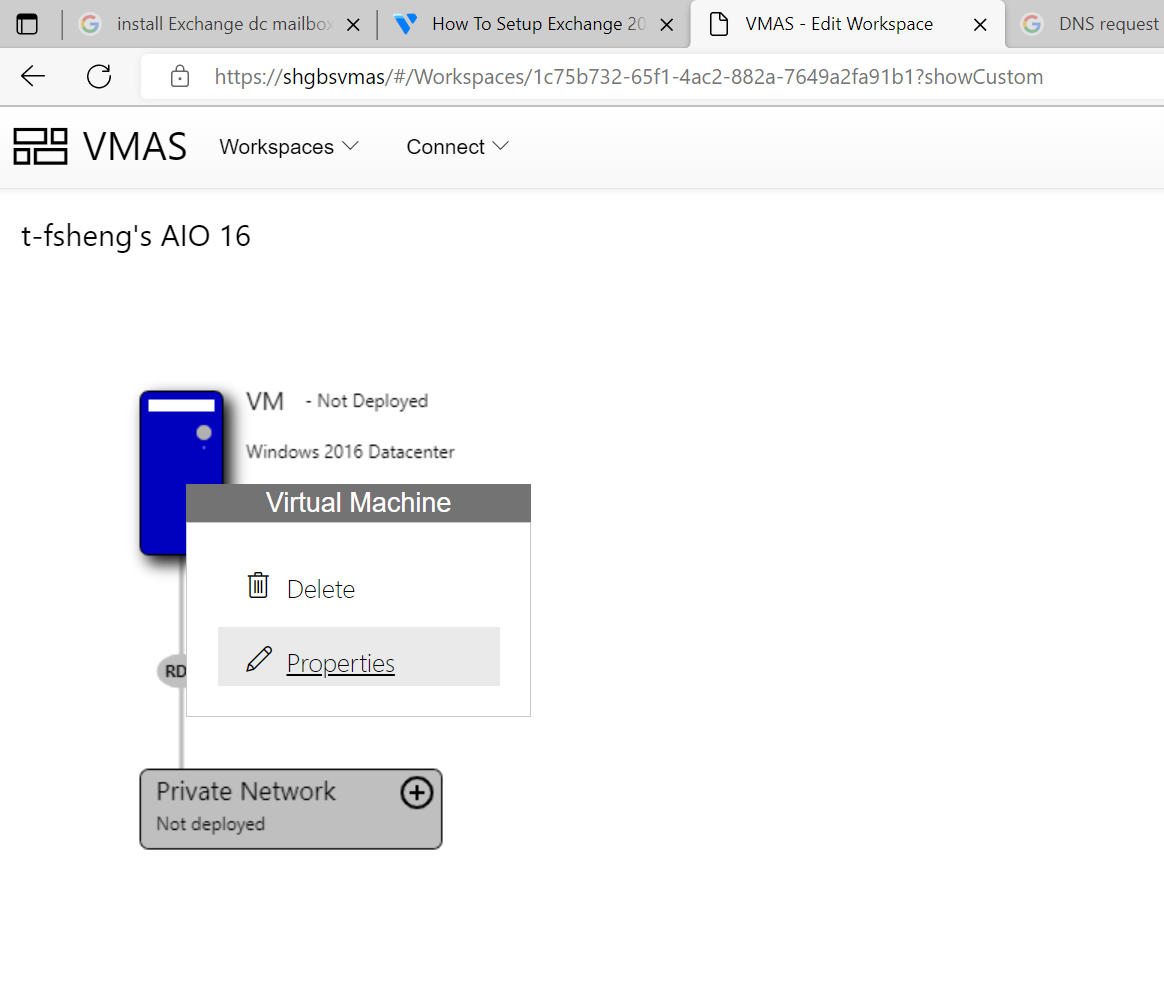 install Exchange dc mailbox
How To Setup Exchange 20
VMAS - Edit Workspace
DNS request
https://shgbsvmas/#/Workspaces/1c75b732-65f1-4ac2-882a-7649a2fa91b1?showCustom
VMAS
Workspaces
Connect
t-fsheng's AIO 16
VM - Not Deployed
Windows 2016 Datacenter
Virtual Machine
Delete
Properties
RD
Private Network
Not deployed